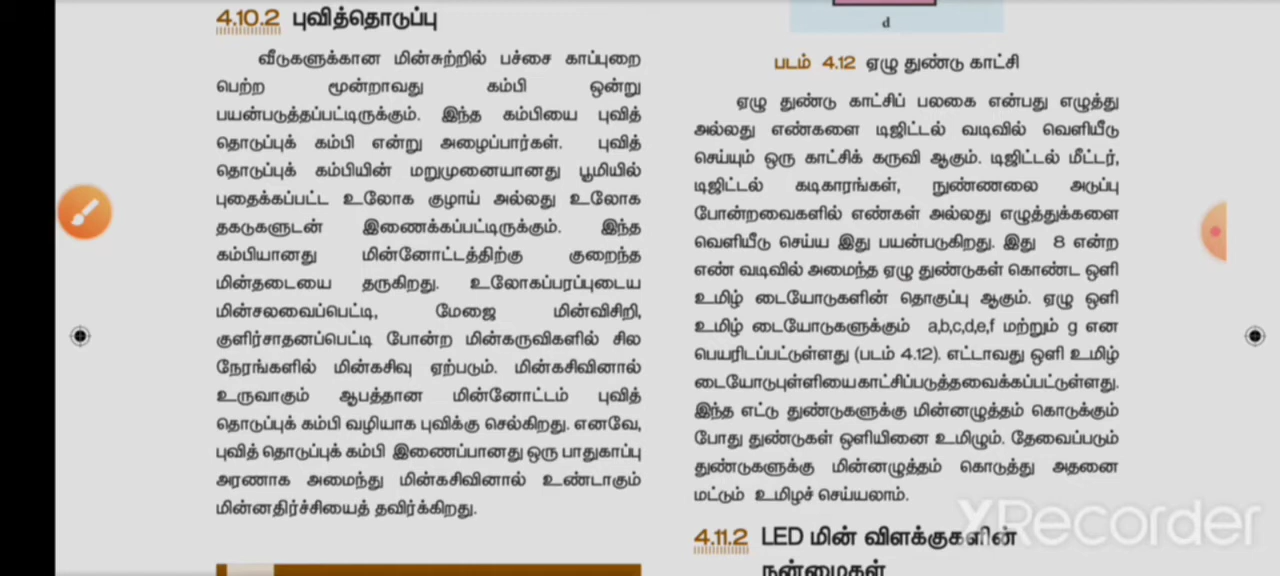 4.10.2 புவித்தொடுப்பு
வீடுகளுக்கான மின்சுற்றில் பச்சை காப்புறை
பெற்ற மூன்றாவது கம்பி ஒன்று
பயன்படுத்தப்பட்டிருக்கும். இந்த கம்பியை புவித்
தொடுப்புக் கம்பி என்று அழைப்பார்கள். புவித்
தொடுப்புக் கம்பியின் மறுமுனையானது பூமியில்
புதைக்கப்பட்ட உலோக குழாய் அல்லது உலோக
தகடுகளுடன் இணைக்கப்பட்டிருக்கும். இந்த
கம்பியானது மின்னோட்டத்திற்கு குறைந்த
மின்தடையை தருகிறது. உலோகப்பரப்புடைய
மின்சலவைப்பெட்டி, மேஜை மின்விசிறி,
குளிர்சாதனப்பெட்டி போன்ற மின்கருவிகளில் சில
நேரங்களில் மின்கசிவு ஏற்படும். மின்கசிவினால்
உருவாகும் ஆபத்தான மின்னோட்டம் புவித்
தொடுப்புக் கம்பி வழியாக புவிக்கு செல்கிறது. எனவே,
புவித் தொடுப்புக் கம்பி இணைப்பானது ஒரு பாதுகாப்பு
அரணாக அமைந்து மின்கசிவினால் உண்டாகும்
மின்னதிர்ச்சியைத் தவிர்க்கிறது.
d
படம் 4.12 ஏழு துண்டு காட்சி
ஏழு துண்டு காட்சிப் பலகை என்பது எழுத்து
அல்லது எண்களை டிஜிட்டல் வடிவில் வெளியீடு
செய்யும் ஒரு காட்சிக் கருவி ஆகும். டிஜிட்டல் மீட்டர்,
டிஜிட்டல் கடிகாரங்கள், நுண்ணலை அடுப்பு
போன்றவைகளில் எண்கள் அல்லது எழுத்துக்களை
வெளியீடு செய்ய இது பயன்படுகிறது. இது 8 என்ற
எண் வடிவில் அமைந்த ஏழு துண்டுகள் கொண்ட ஒளி
உமிழ் டையோடுகளின் தொகுப்பு ஆகும். ஏழு ஒளி
உமிழ் டையோடுகளுக்கும் a,b,c,d,e,f மற்றும் g என
பெயரிடப்பட்டுள்ளது (படம் 4.12). எட்டாவது ஒளி உமிழ்
டையோடுபுள்ளியைகாட்சிப்படுத்தவைக்கப்பட்டுள்ளது.
இந்த எட்டு துண்டுகளுக்கு மின்னழுத்தம் கொடுக்கும்
போது துண்டுகள் ஒளியினை உமிழும். தேவைப்படும்
துண்டுகளுக்கு மின்னழுத்தம் கொடுத்து அதனை
மட்டும் உமிழச் செய்யலாம்.
4.11.2 LED மின் விளக்குகளின்
நன்மைகள்
XRecorder